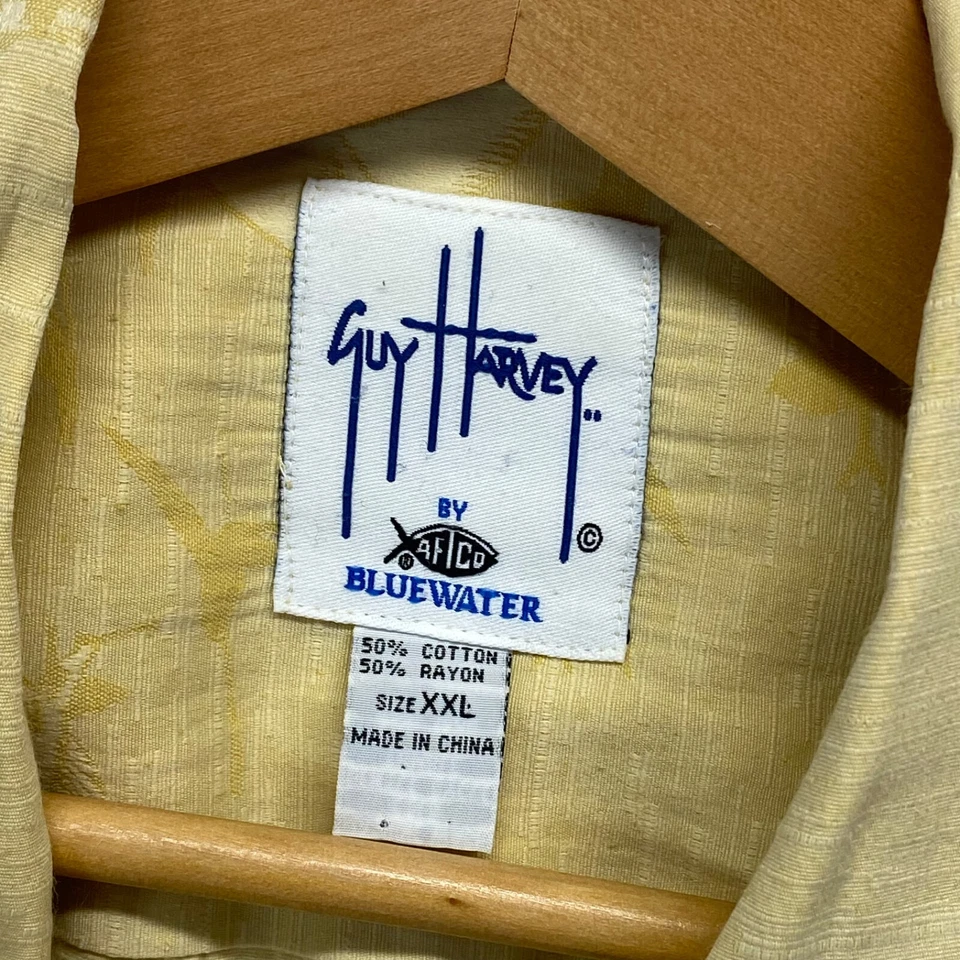 GUY HARVEY
©
BY
AFTCO
BLUEWATER
50% COTTON
50% RAYON
SIZE XXL
MADE IN CHINA